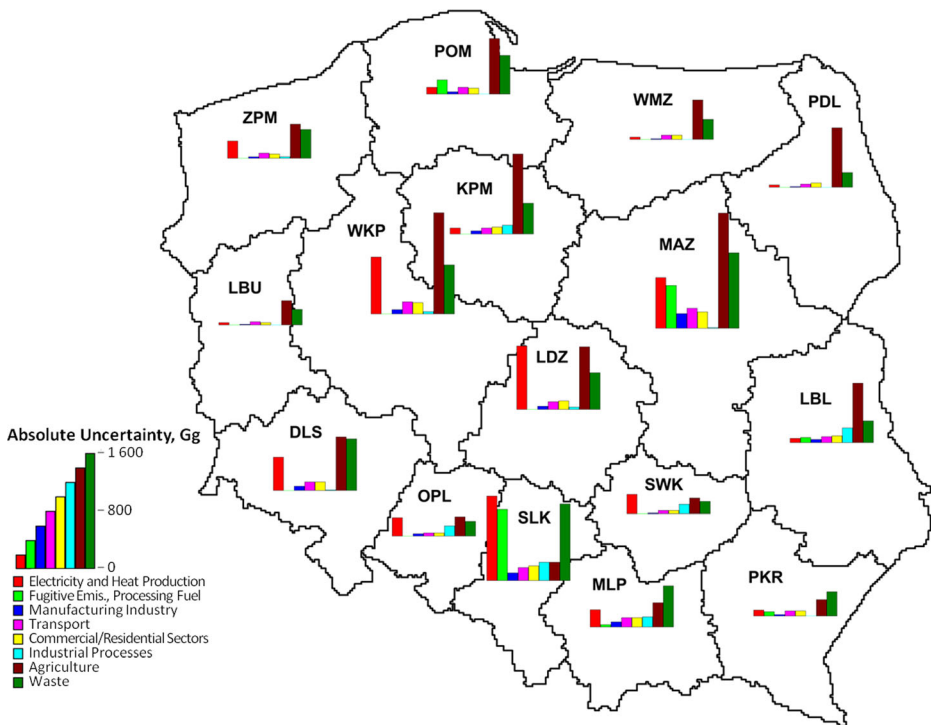 POM
WMZ
PDL
ZPM
KPM
WKP
MAZ
LBU
LDZ
LBL
DLS
OPL
SLK
SWK
MLP
PKR
Absolute Uncertainty, Gg
1 600
800
0
Electricity and Heat Production
Fugitive Emis., Processing Fuel
Manufacturing Industry
Transport
Commercial/Residential Sectors
Industrial Processes
Agriculture
Waste